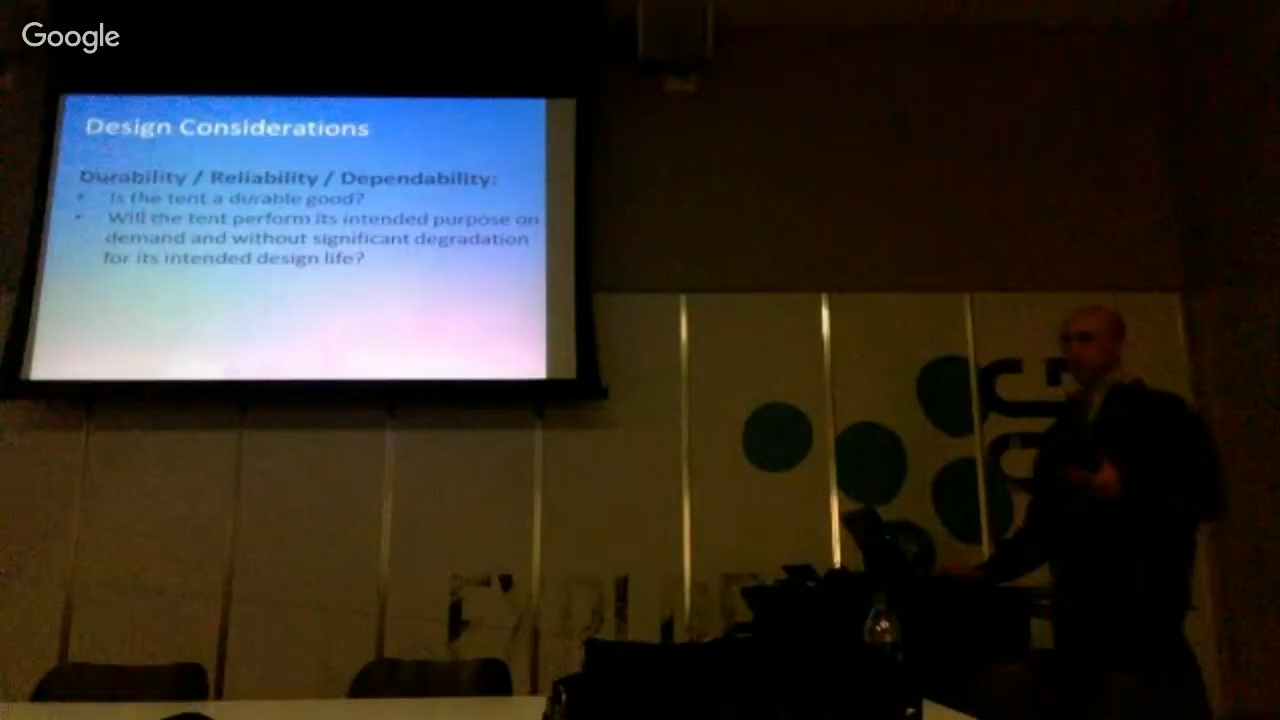 Google
Design Considerations
Durability / Reliability / Dependability:
• Is the tent a durable good?
• Will the tent perform its intended purpose on
demand and without significant degradation
for its intended design life?